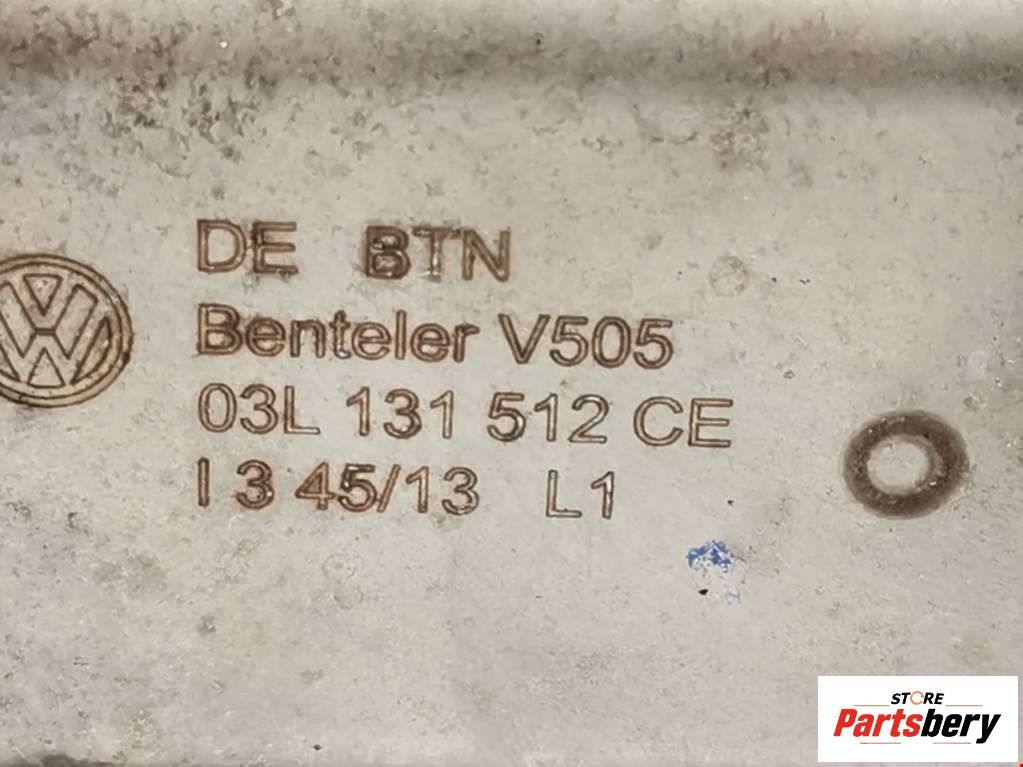 DE BTN
Benteler V505
03L 131 512 CE
I 3 45/13 L1
STORE
Partsbery